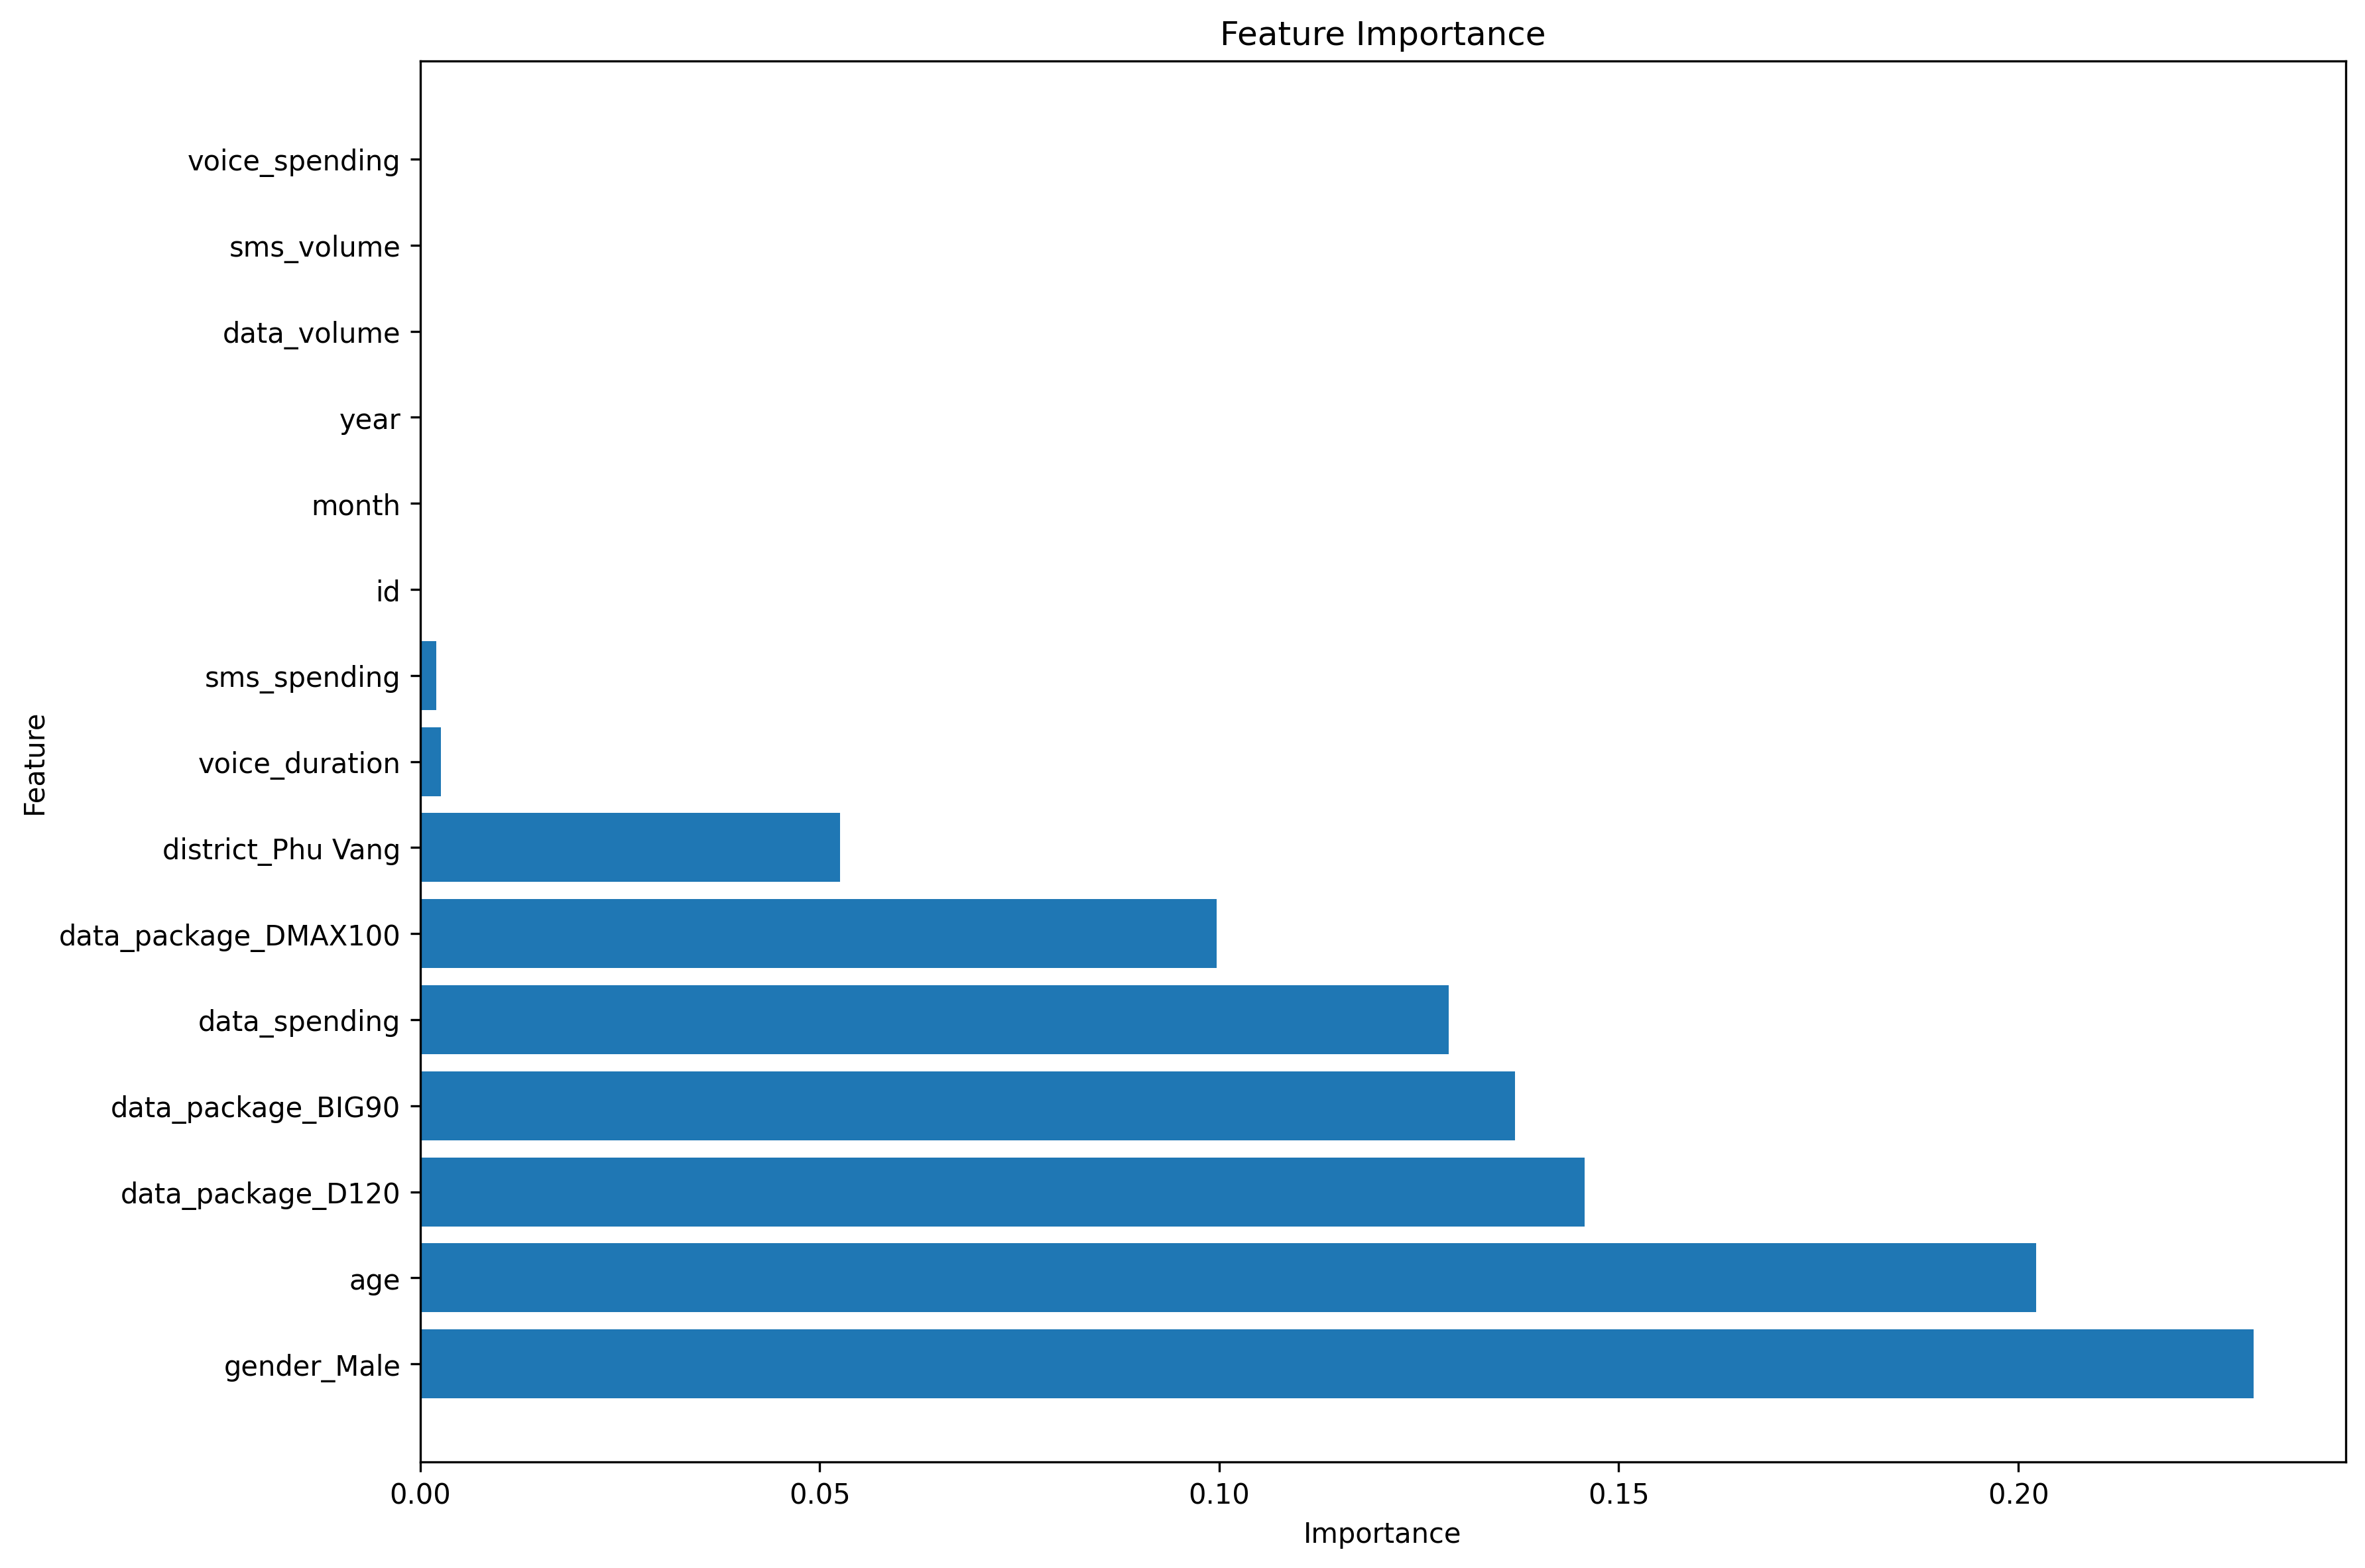 Feature Importance
voice_spending
sms_volume
data_volume
year
month
id
sms_spending
voice_duration
district_Phu Vang
data_package_DMAX100
data_spending
data_package_BIG90
data_package_D120
age
gender_Male
Feature
0.00 0.05 0.10 0.15 0.20
Importance